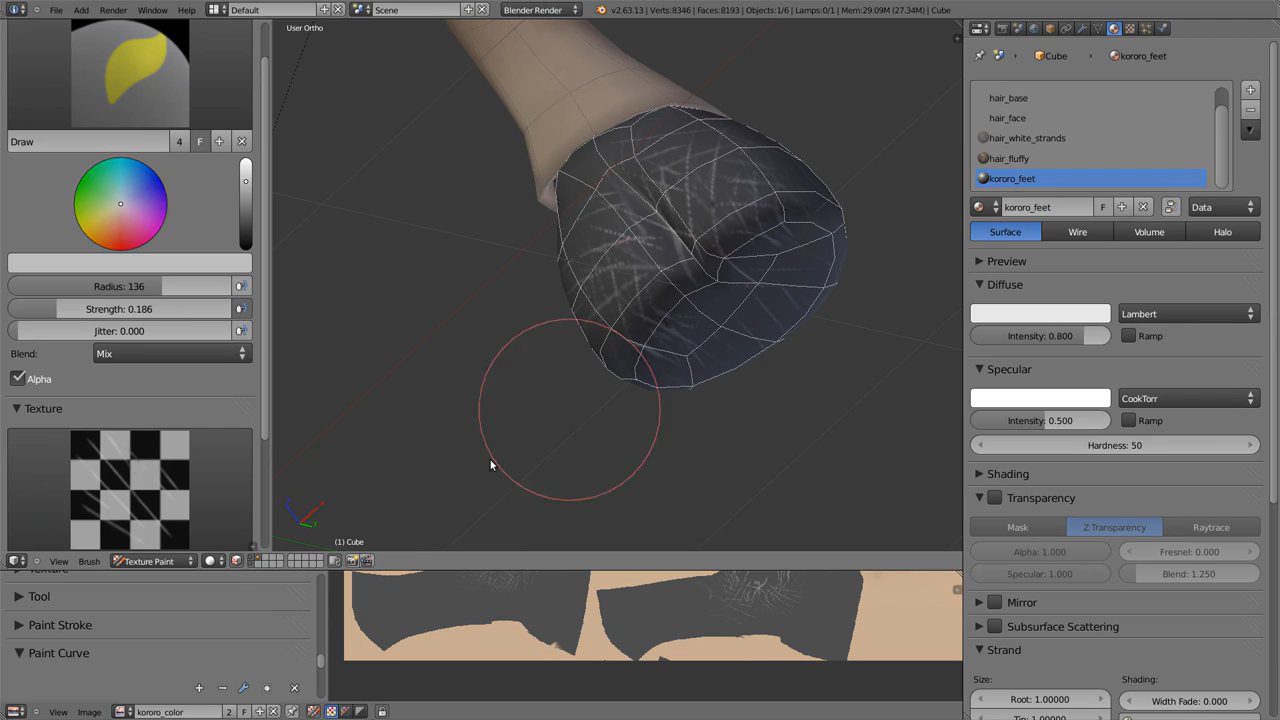 File Add Render Window Help Default Scene Blender Render v2.63.13 | Verts:8346 | Faces:8193 | Objects:1/6 | Lamps:0/1 | Mem:29.09M (27.34M) | Cube
User Ortho
Cube kororo_feet
hair_base
hair_face
hair_white_strands
hair_fluffy
kororo_feet
Draw 4 F
kororo_feet F Data
Surface Wire Volume Halo
Preview
Diffuse
Radius: 136
Strength: 0.186
Lambert
Jitter: 0.000
Intensity: 0.800 Ramp
Blend: Mix
Specular
Alpha
CookTorr
Texture
Intensity: 0.500 Ramp
Hardness: 50
Shading
Transparency
Mask Z Transparency Raytrace
(1) Cube
Alpha: 1.000 Fresnel: 0.000
View Brush Texture Paint
Specular: 1.000 Blend: 1.250
Texture
Tool
Mirror
Paint Stroke
Subsurface Scattering
Paint Curve
Strand
Size: Shading:
Root: 1.00000 Width Fade: 0.000
View Image kororo_color 2 F
Tip: 1.00000